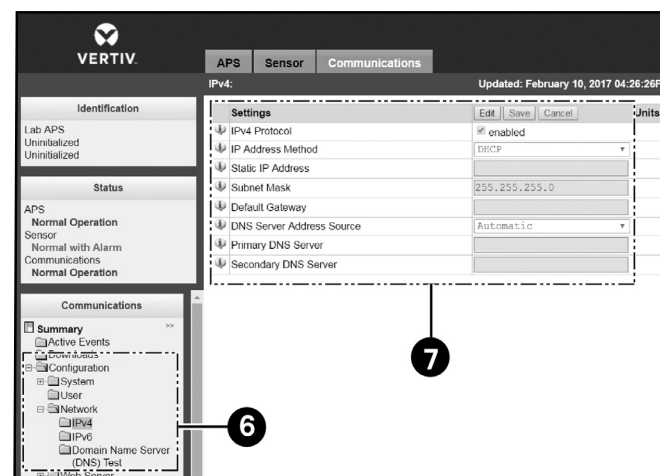 VERTIV.
APS Sensor Communications
IPv4: Updated: February 10, 2017 04:26:26P
Identification
Lab APS
Uninitialized
Uninitialized
Status
APS
Normal Operation
Sensor
Normal with Alarm
Communications
Normal Operation
Communications
Summary >>
Active Events
Downloads
Configuration
System
User
Network
IPv4
IPv6
Domain Name Server
(DNS) Test
Web Server
Settings Edit Save Cancel Units
IPv4 Protocol enabled
IP Address Method DHCP
Static IP Address
Subnet Mask 255.255.255.0
Default Gateway
DNS Server Address Source Automatic
Primary DNS Server
Secondary DNS Server
7
6